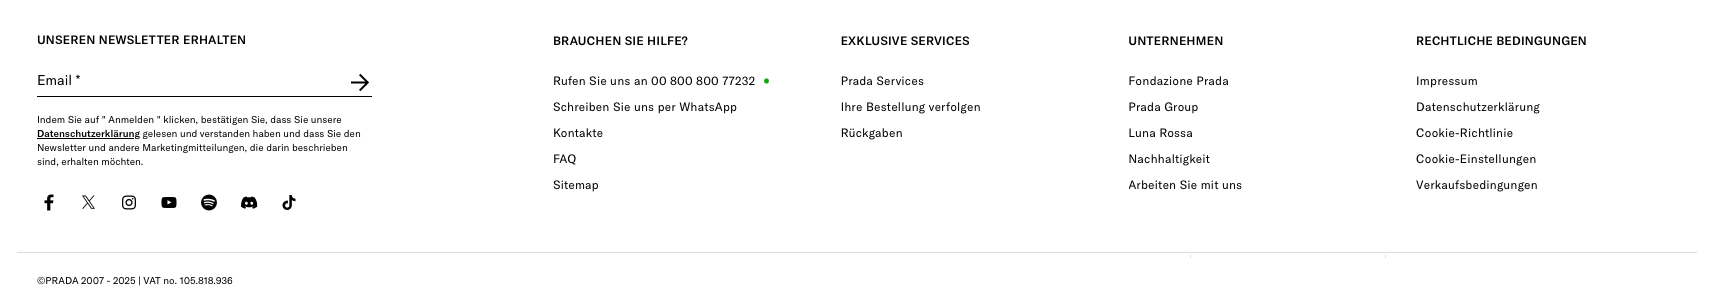 UNSEREN NEWSLETTER ERHALTEN
Email *
Indem Sie auf " Anmelden " klicken, bestätigen Sie, dass Sie unsere
Datenschutzerklärung gelesen und verstanden haben und dass Sie den
Newsletter und andere Marketingmitteilungen, die darin beschrieben
sind, erhalten möchten.
BRAUCHEN SIE HILFE?
Rufen Sie uns an 00 800 800 77232
Schreiben Sie uns per WhatsApp
Kontakte
FAQ
Sitemap
EXKLUSIVE SERVICES
Prada Services
Ihre Bestellung verfolgen
Rückgaben
UNTERNEHMEN
Fondazione Prada
Prada Group
Luna Rossa
Nachhaltigkeit
Arbeiten Sie mit uns
RECHTLICHE BEDINGUNGEN
Impressum
Datenschutzerklärung
Cookie-Richtlinie
Cookie-Einstellungen
Verkaufsbedingungen
©PRADA 2007 - 2025 | VAT no. 105.818.936